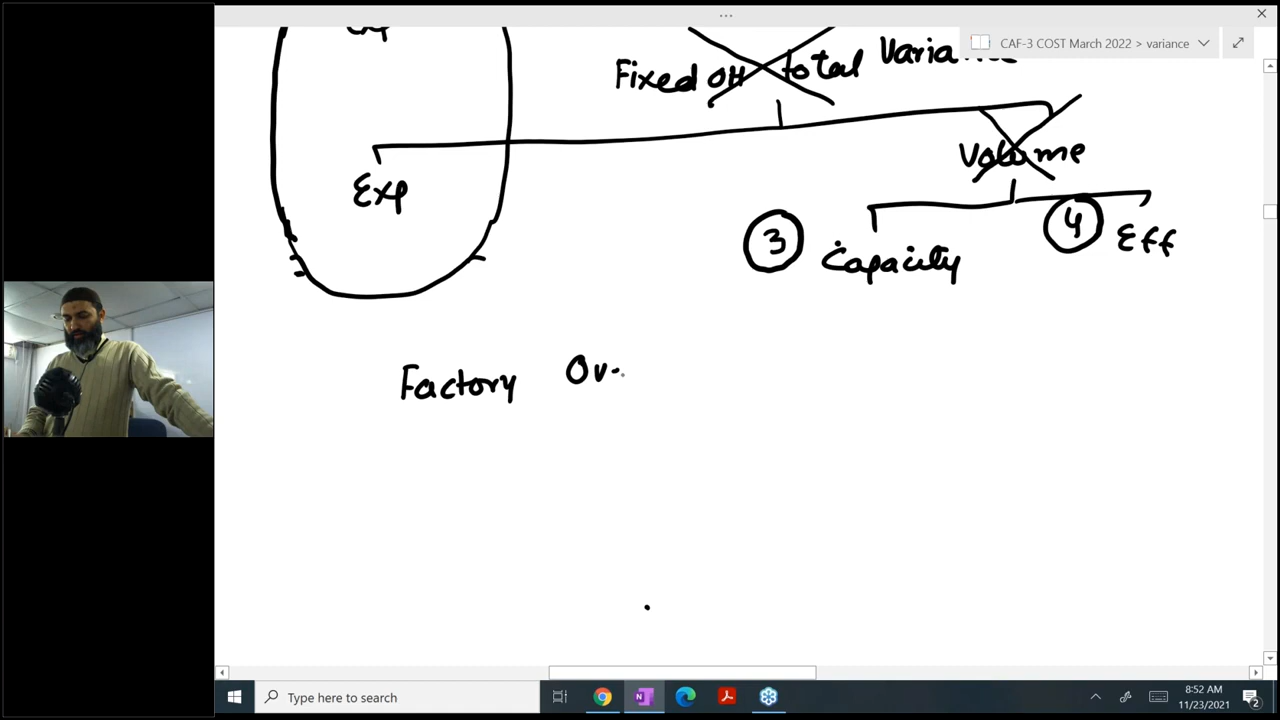 CAF-3 COST March 2022 > variance
Fixed OH total Variance
Volume
Exp
3 Capacity
4 Eff
Factory Ov
Type here to search
8:52 AM
11/23/2021
2